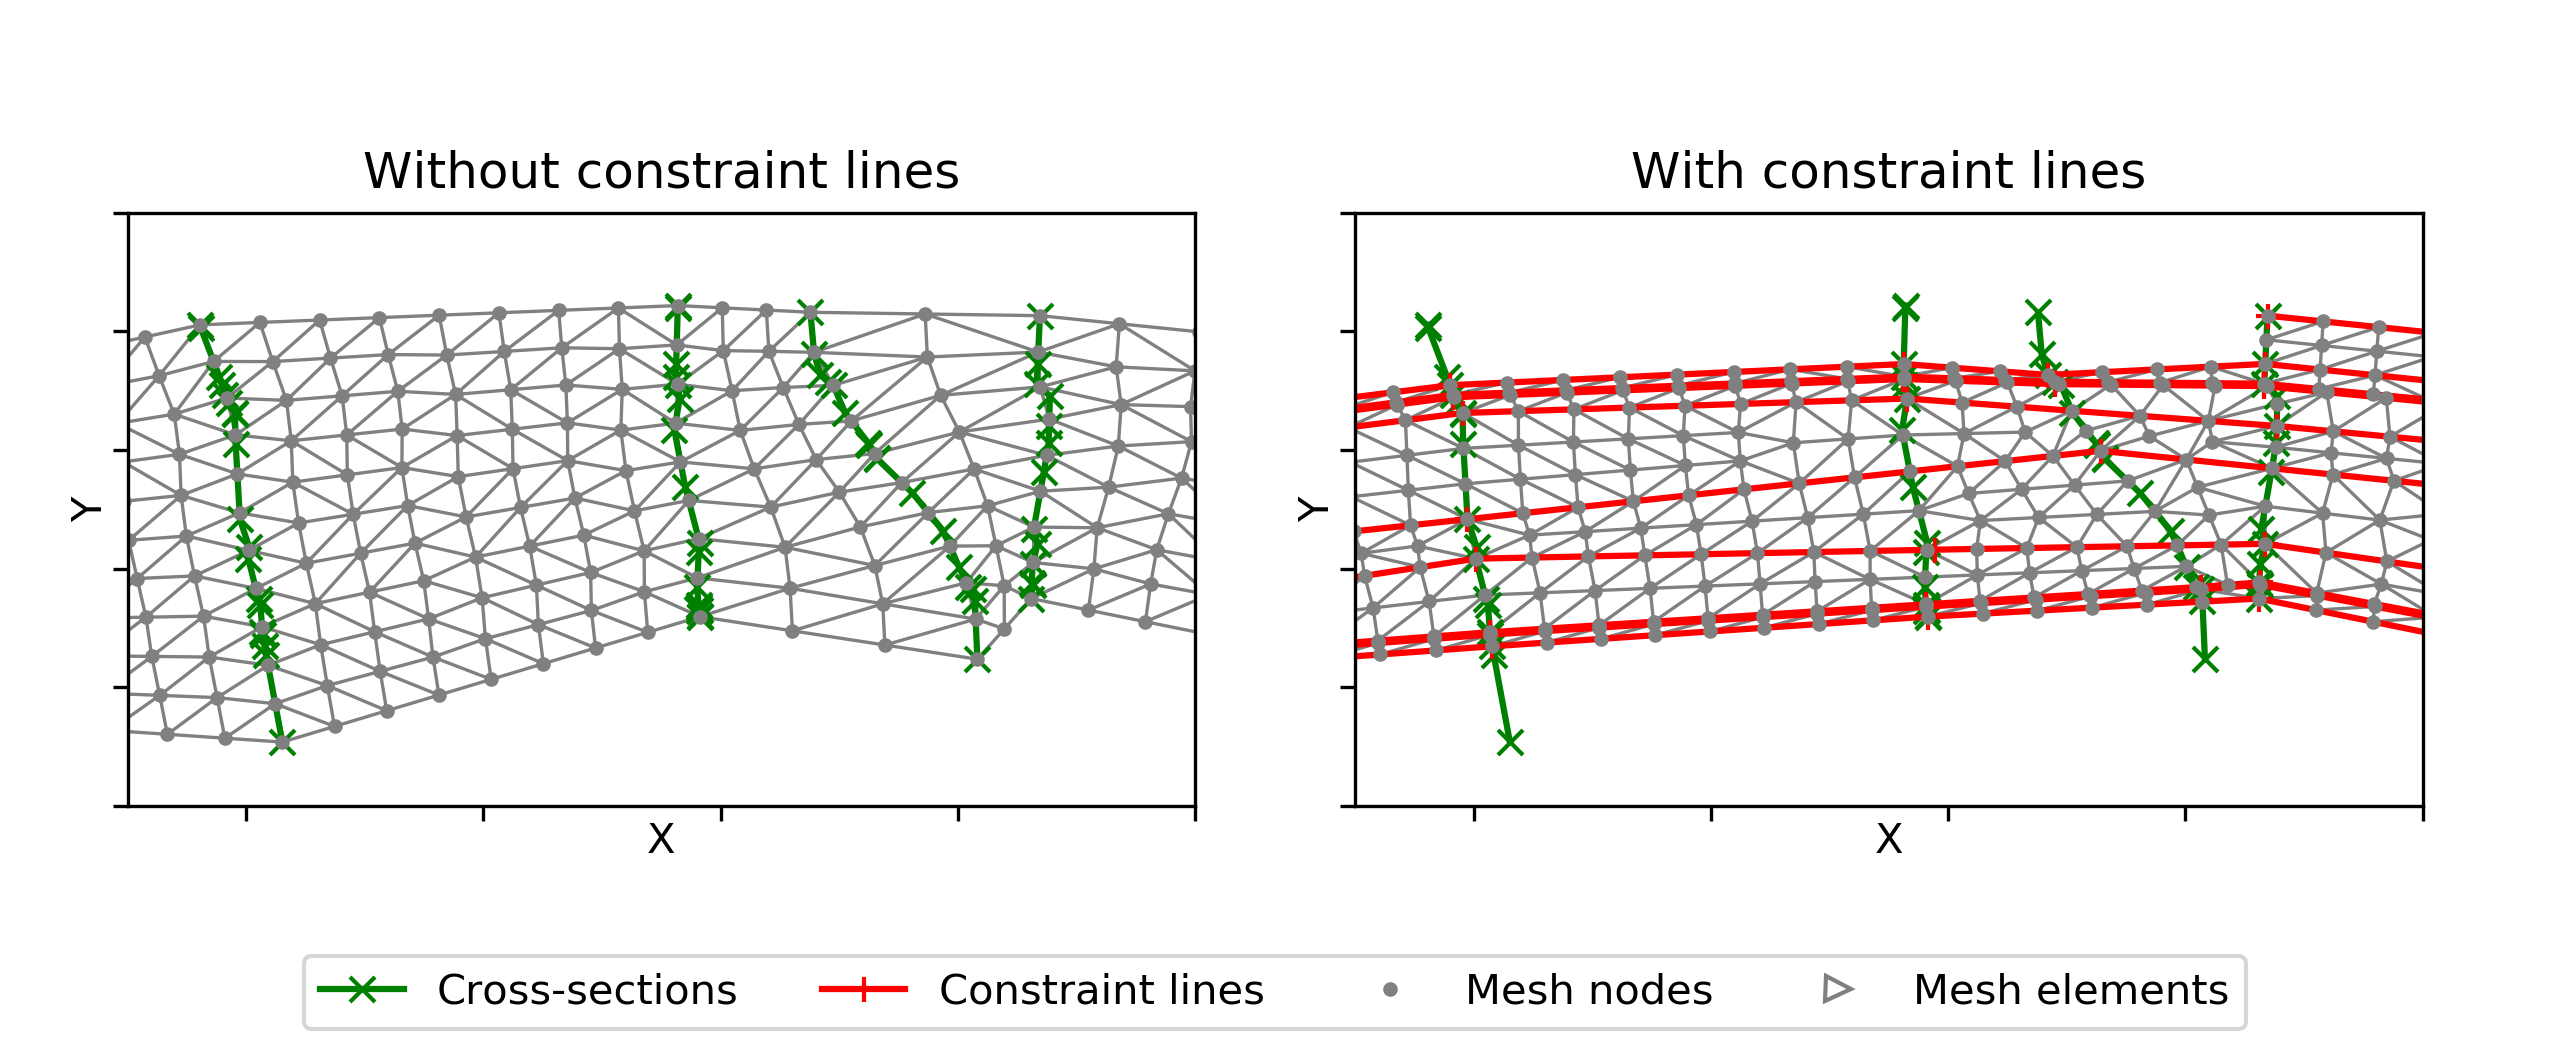 Without constraint lines
With constraint lines
Y
X
Y
X
Cross-sections
Constraint lines
Mesh nodes
Mesh elements